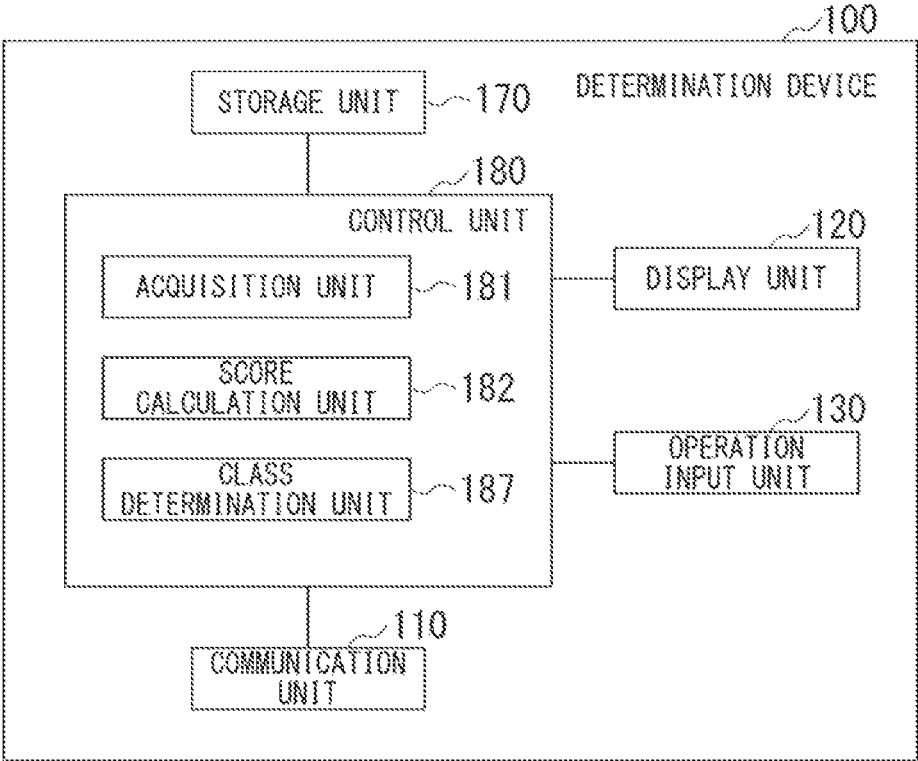 100
DETERMINATION DEVICE
STORAGE UNIT
170
180
CONTROL UNIT
120
DISPLAY UNIT
ACQUISITION UNIT
181
SCORE
CALCULATION UNIT
182
130
OPERATION
INPUT UNIT
CLASS
DETERMINATION UNIT
187
110
COMMUNICATION
UNIT